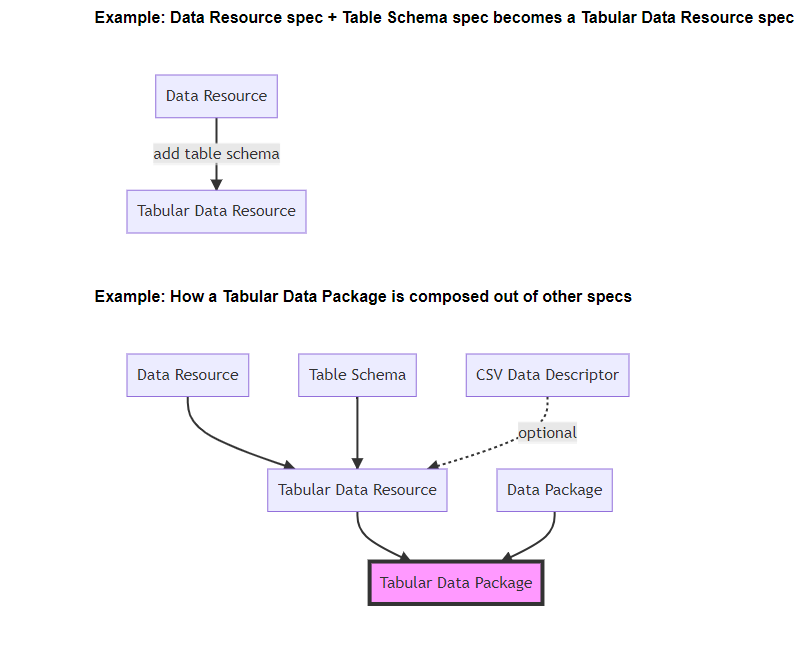 Example: Data Resource spec + Table Schema spec becomes a Tabular Data Resource spec
Data Resource
add table schema
Tabular Data Resource
Example: How a Tabular Data Package is composed out of other specs
Data Resource
Table Schema
CSV Data Descriptor
optional
Tabular Data Resource
Data Package
Tabular Data Package